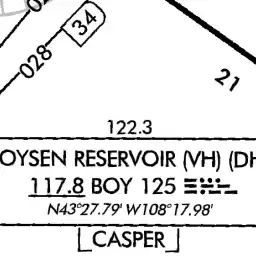 34
028
21
122.3
OYSEN RESERVOIR (VH) (DH
117.8 BOY 125
N43°27.79' W108°17.98'
CASPER